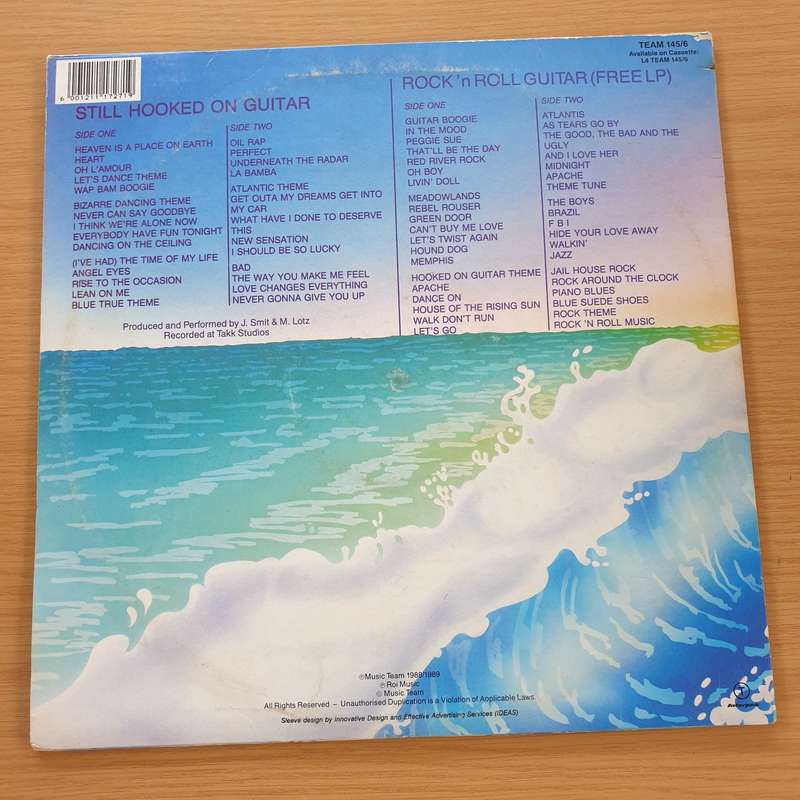 TEAM 145/6
Available on Cassette:
L4 TEAM 145/6
6 001211 172719
STILL HOOKED ON GUITAR
SIDE ONE
HEAVEN IS A PLACE ON EARTH
HEART
OH L'AMOUR
LET'S DANCE THEME
WAP BAM BOOGIE
BIZARRE DANCING THEME
NEVER CAN SAY GOODBYE
I THINK WE'RE ALONE NOW
EVERYBODY HAVE FUN TONIGHT
DANCING ON THE CEILING
(I'VE HAD) THE TIME OF MY LIFE
ANGEL EYES
RISE TO THE OCCASION
LEAN ON ME
BLUE TRUE THEME
SIDE TWO
OIL RAP
PERFECT
UNDERNEATH THE RADAR
LA BAMBA
ATLANTIC THEME
GET OUTA MY DREAMS GET INTO
MY CAR
WHAT HAVE I DONE TO DESERVE
THIS
NEW SENSATION
I SHOULD BE SO LUCKY
BAD
THE WAY YOU MAKE ME FEEL
LOVE CHANGES EVERYTHING
NEVER GONNA GIVE YOU UP
Produced and Performed by J. Smit & M. Lotz
Recorded at Takk Studios
ROCK 'n ROLL GUITAR (FREE LP)
SIDE ONE
GUITAR BOOGIE
IN THE MOOD
PEGGIE SUE
THAT'LL BE THE DAY
RED RIVER ROCK
OH BOY
LIVIN' DOLL
MEADOWLANDS
REBEL ROUSER
GREEN DOOR
CAN'T BUY ME LOVE
LET'S TWIST AGAIN
HOUND DOG
MEMPHIS
HOOKED ON GUITAR THEME
APACHE
DANCE ON
HOUSE OF THE RISING SUN
WALK DON'T RUN
LET'S GO
SIDE TWO
ATLANTIS
AS TEARS GO BY
THE GOOD, THE BAD AND THE
UGLY
AND I LOVE HER
MIDNIGHT
APACHE
THEME TUNE
THE BOYS
BRAZIL
F B I
HIDE YOUR LOVE AWAY
WALKIN'
JAZZ
JAIL HOUSE ROCK
ROCK AROUND THE CLOCK
PIANO BLUES
BLUE SUEDE SHOES
ROCK THEME
ROCK 'N ROLL MUSIC
℗Music Team 1988/1989
℗ Roi Music
© Music Team
All Rights Reserved – Unauthorised Duplication is a Violation of Applicable Laws.
Sleeve design by Innovative Design and Effective Advertising Services (IDEAS)